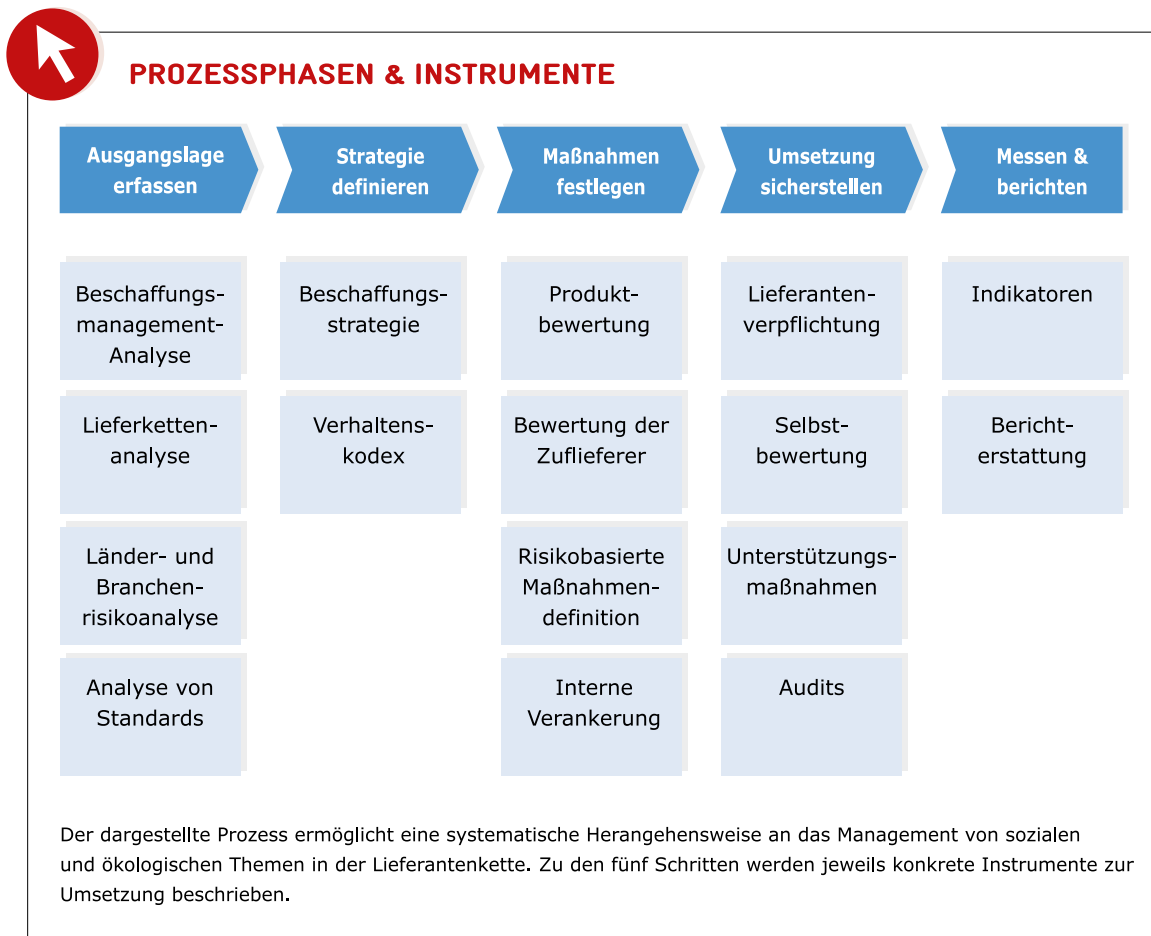 PROZESSPHASEN & INSTRUMENTE
Ausgangslage
erfassen
Strategie
definieren
Maßnahmen
festlegen
Umsetzung
sicherstellen
Messen &
berichten
Beschaffungs-
management-
Analyse
Beschaffungs-
strategie
Produkt-
bewertung
Lieferanten-
verpflichtung
Indikatoren
Lieferketten-
analyse
Verhaltens-
kodex
Bewertung der
Zuflieferer
Selbst-
bewertung
Bericht-
erstattung
Länder- und
Branchen-
risikoanalyse
Risikobasierte
Maßnahmen-
definition
Unterstützungs-
maßnahmen
Analyse von
Standards
Interne
Verankerung
Audits
Der dargestellte Prozess ermöglicht eine systematische Herangehensweise an das Management von sozialen
und ökologischen Themen in der Lieferantenkette. Zu den fünf Schritten werden jeweils konkrete Instrumente zur
Umsetzung beschrieben.